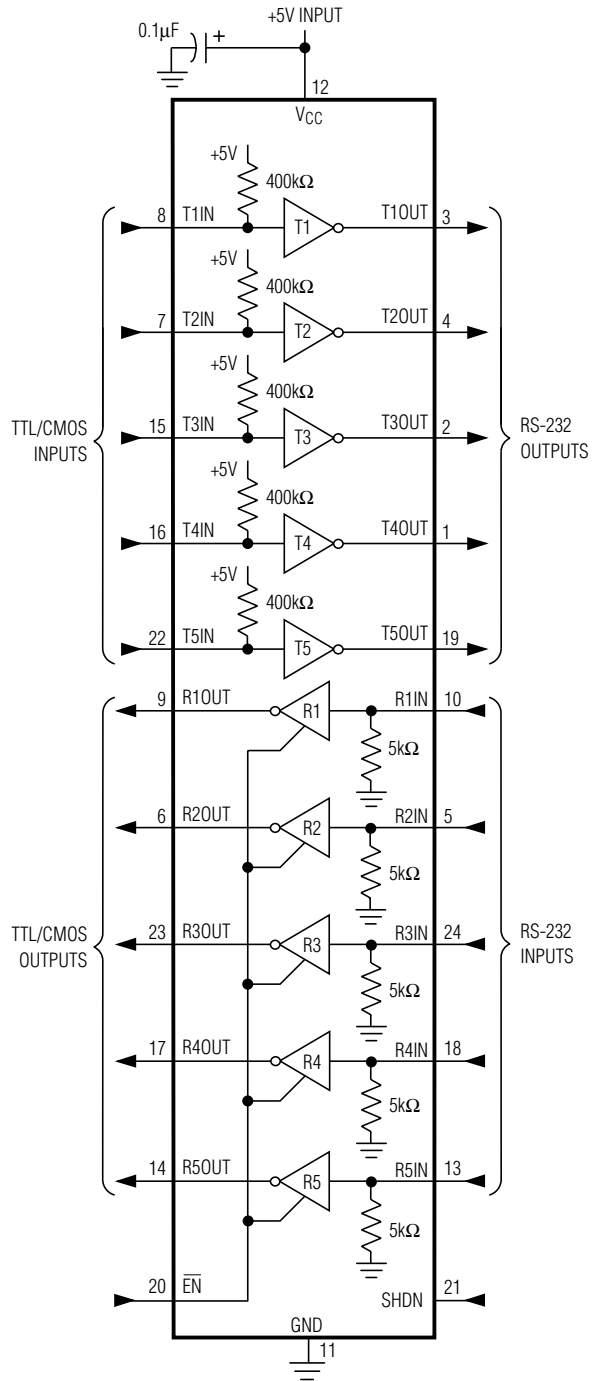 +5V INPUT
0.1μF
+
12
VCC
+5V
400kΩ
8 T1IN T1 T1OUT 3
+5V
400kΩ
7 T2IN T2 T2OUT 4
+5V
400kΩ
TTL/CMOS
INPUTS
15 T3IN T3 T3OUT 2
RS-232
OUTPUTS
+5V
400kΩ
16 T4IN T4 T4OUT 1
+5V
400kΩ
22 T5IN T5 T5OUT 19
9 R1OUT R1 R1IN 10
5kΩ
6 R2OUT R2 R2IN 5
5kΩ
TTL/CMOS
OUTPUTS
23 R3OUT R3 R3IN 24
RS-232
INPUTS
5kΩ
17 R4OUT R4 R4IN 18
5kΩ
14 R5OUT R5 R5IN 13
5kΩ
20 E̅N̅ SHDN 21
GND
11